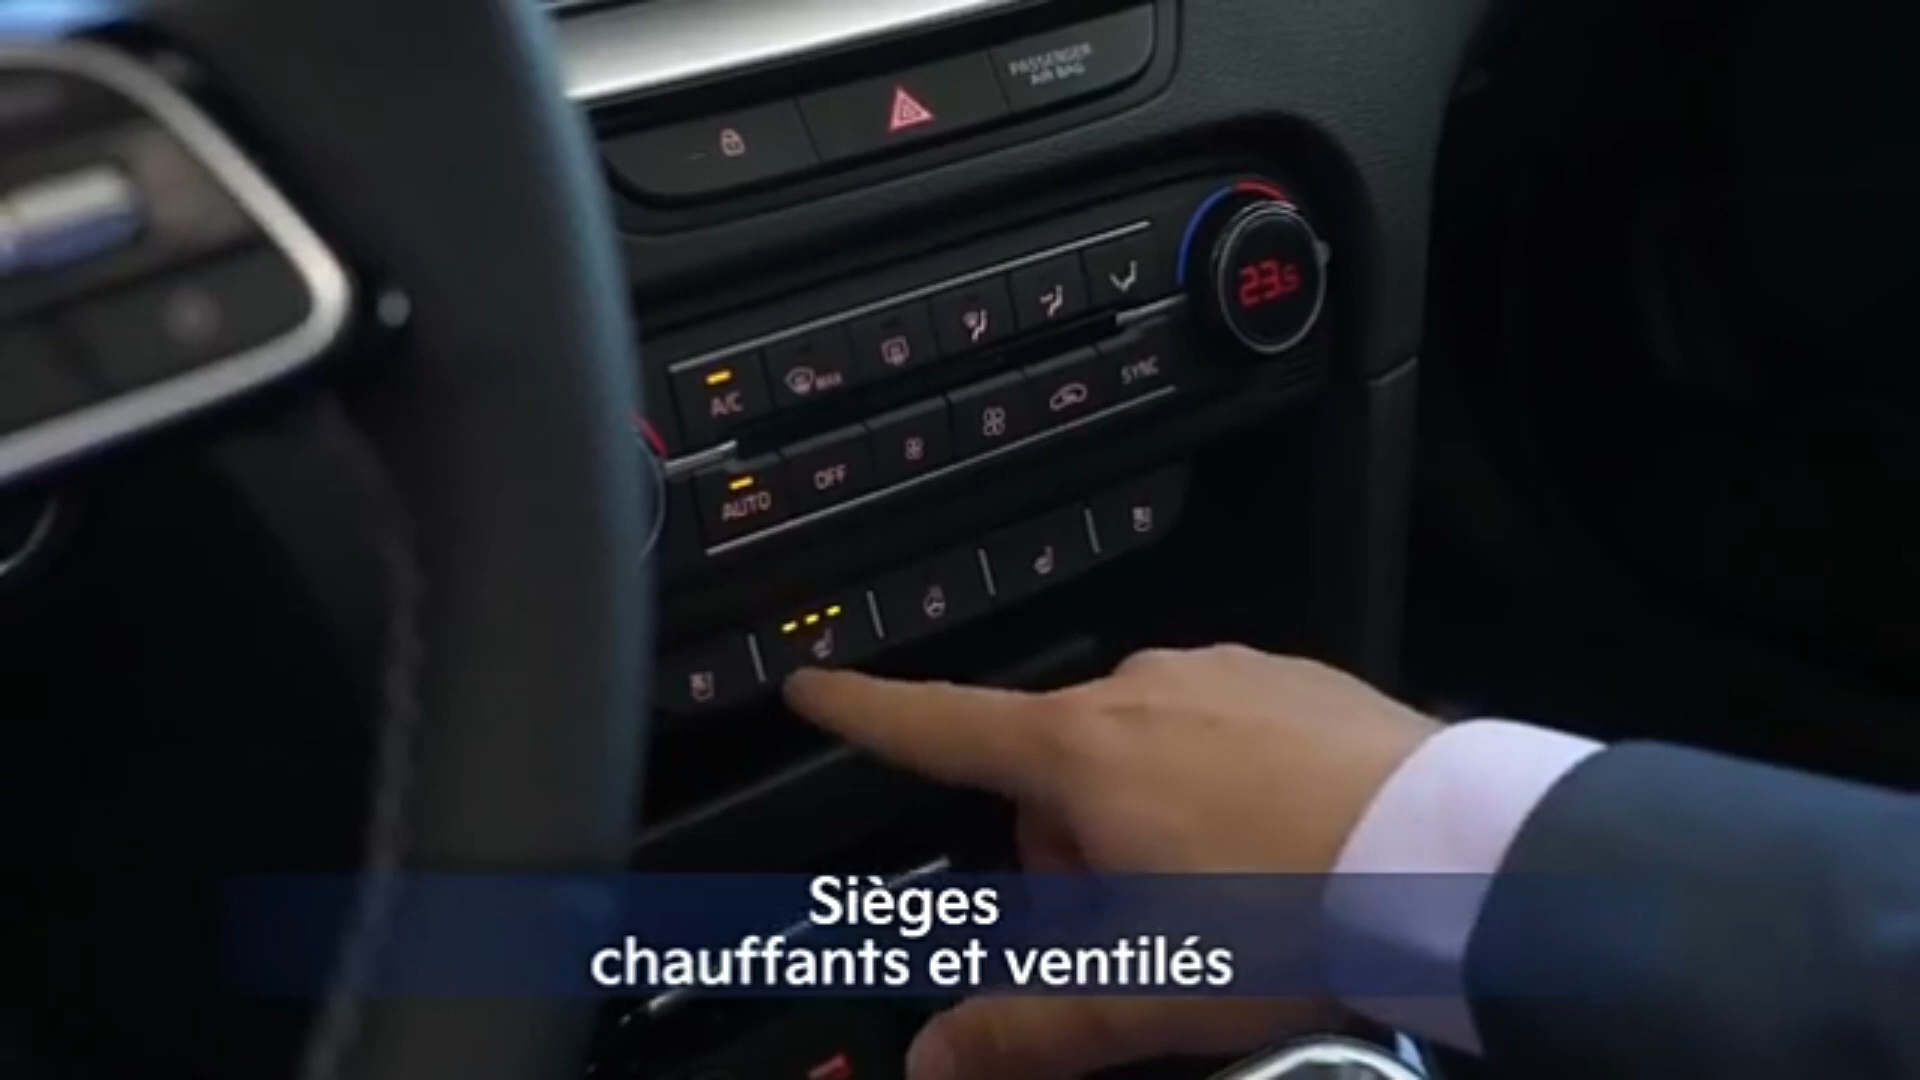 PASSENGER
AIR BAG
23.5
A/C
MAX
SYNC
AUTO
OFF
Sièges
chauffants et ventilés